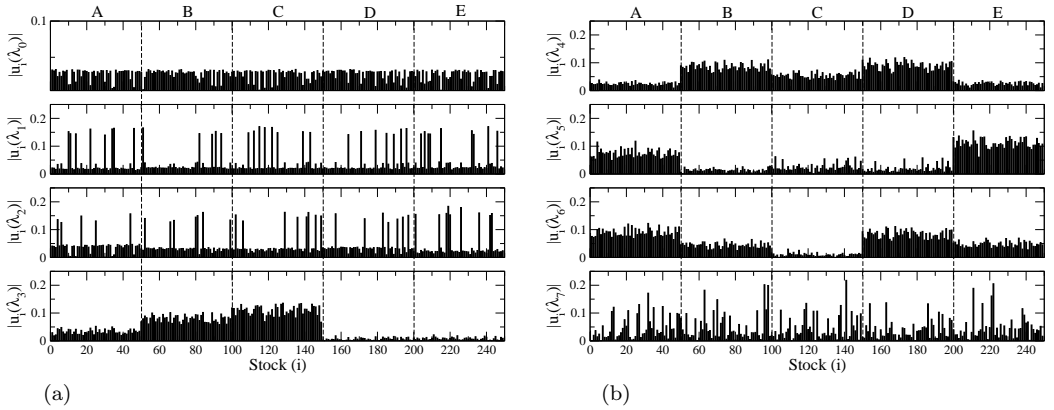 A B C D E
0.1
0
|u_i(λ_0)|
0.2
0.1
0
|u_i(λ_1)|
0.2
0.1
0
|u_i(λ_2)|
0.2
0.1
0
|u_i(λ_3)|
0 20 40 60 80 100 120 140 160 180 200 220 240
Stock (i)
(a)
A B C D E
0.2
0.1
0
|u_i(λ_4)|
0.2
0.1
0
|u_i(λ_5)|
0.2
0.1
0
|u_i(λ_6)|
0.2
0.1
0
|u_i(λ_7)|
0 20 40 60 80 100 120 140 160 180 200 220 240
Stock (i)
(b)